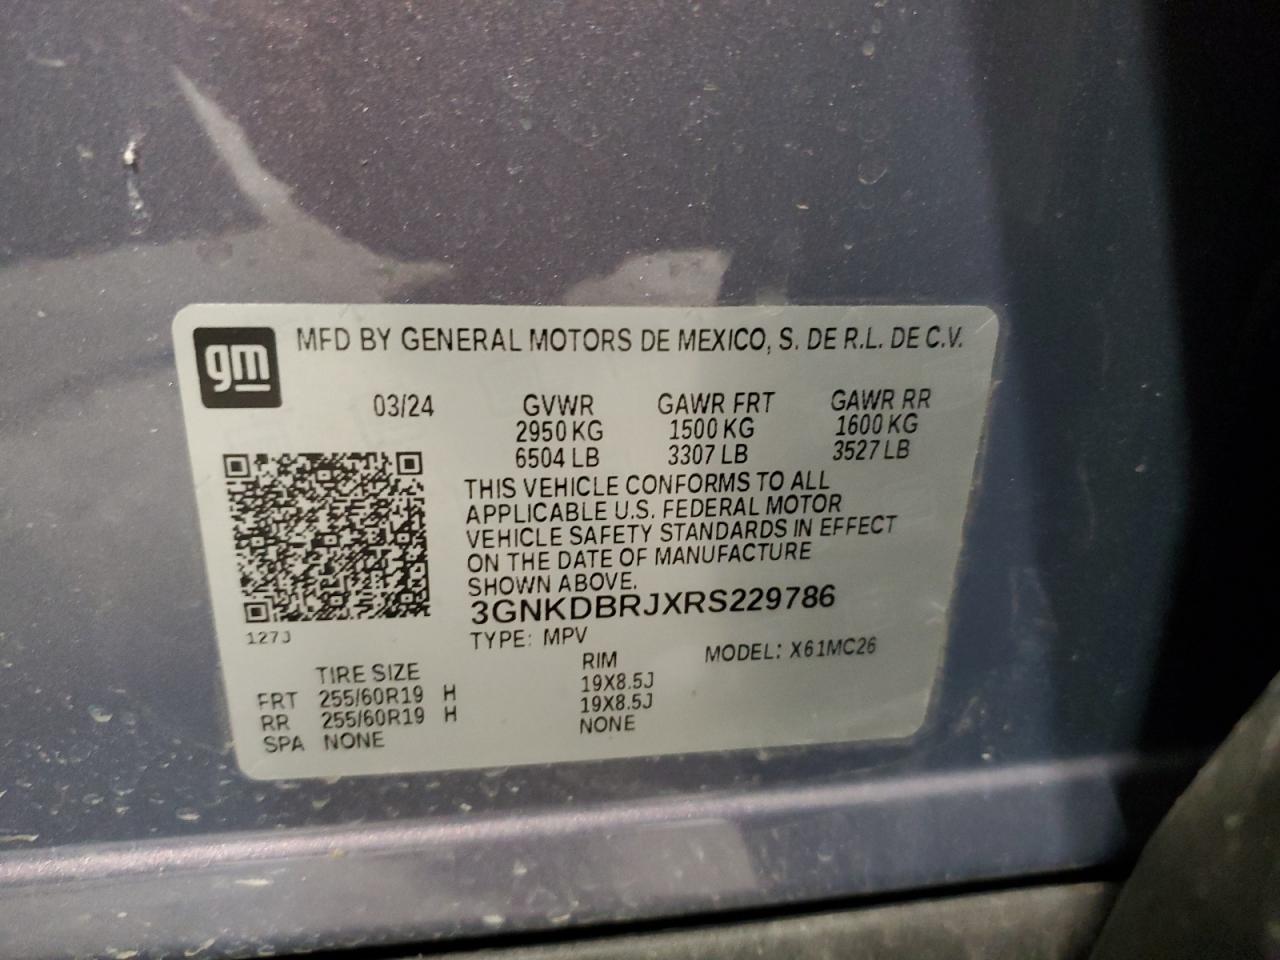 gm
MFD BY GENERAL MOTORS DE MEXICO, S. DE R.L. DE C.V.
03/24 GVWR GAWR FRT GAWR RR
2950 KG 1500 KG 1600 KG
6504 LB 3307 LB 3527 LB
THIS VEHICLE CONFORMS TO ALL
APPLICABLE U.S. FEDERAL MOTOR
VEHICLE SAFETY STANDARDS IN EFFECT
ON THE DATE OF MANUFACTURE
SHOWN ABOVE.
3GNKDBRJXRS229786
127J
TYPE: MPV
MODEL: X61MC26
TIRE SIZE RIM
FRT 255/60R19 H 19X8.5J
RR 255/60R19 H 19X8.5J
SPA NONE NONE